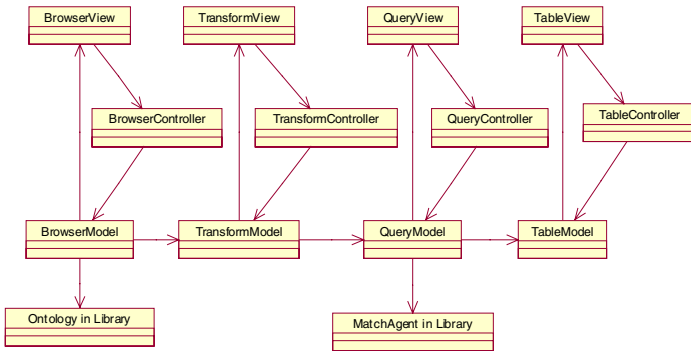 BrowserView
TransformView
QueryView
TableView
BrowserController
TransformController
QueryController
TableController
BrowserModel
TransformModel
QueryModel
TableModel
Ontology in Library
MatchAgent in Library